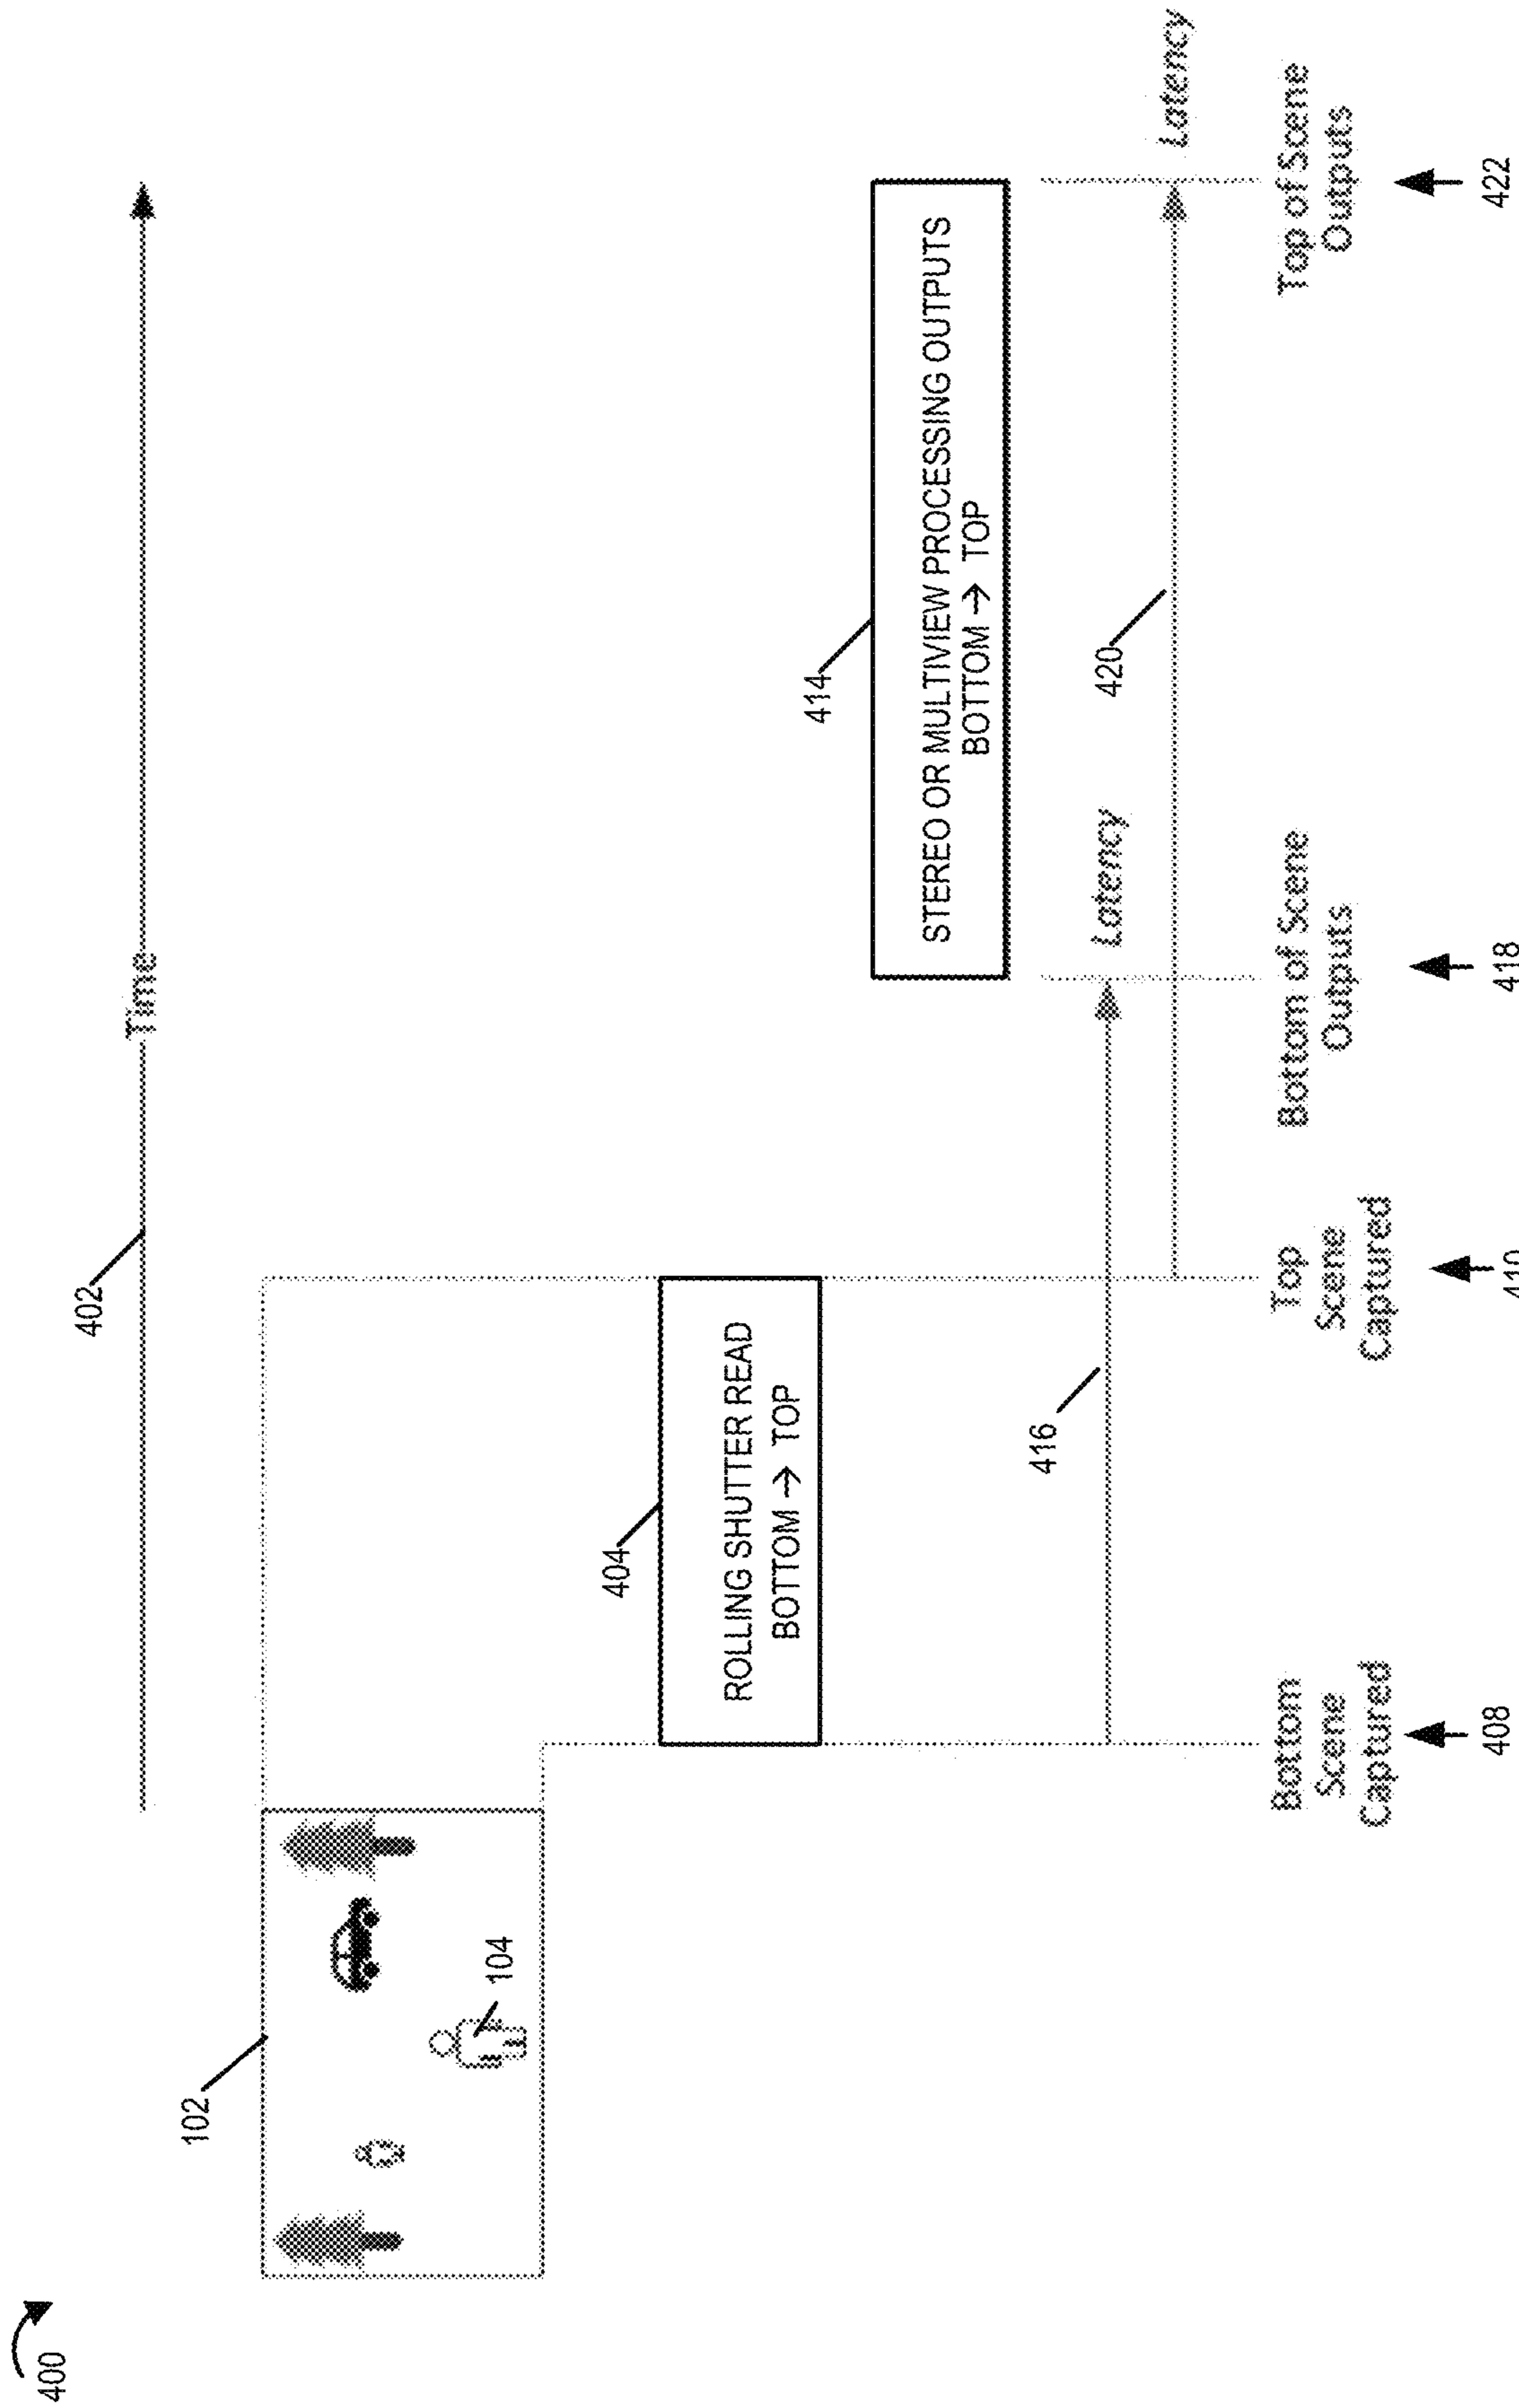 400
402
Time
102
104
404
ROLLING SHUTTER READ
BOTTOM → TOP
414
STEREO OR MULTIVIEW PROCESSING OUTPUTS
BOTTOM → TOP
416
Latency
420
Latency
Bottom
Scene
Captured
408
Top
Scene
Captured
410
Bottom of Scene
Outputs
418
Top of Scene
Outputs
422